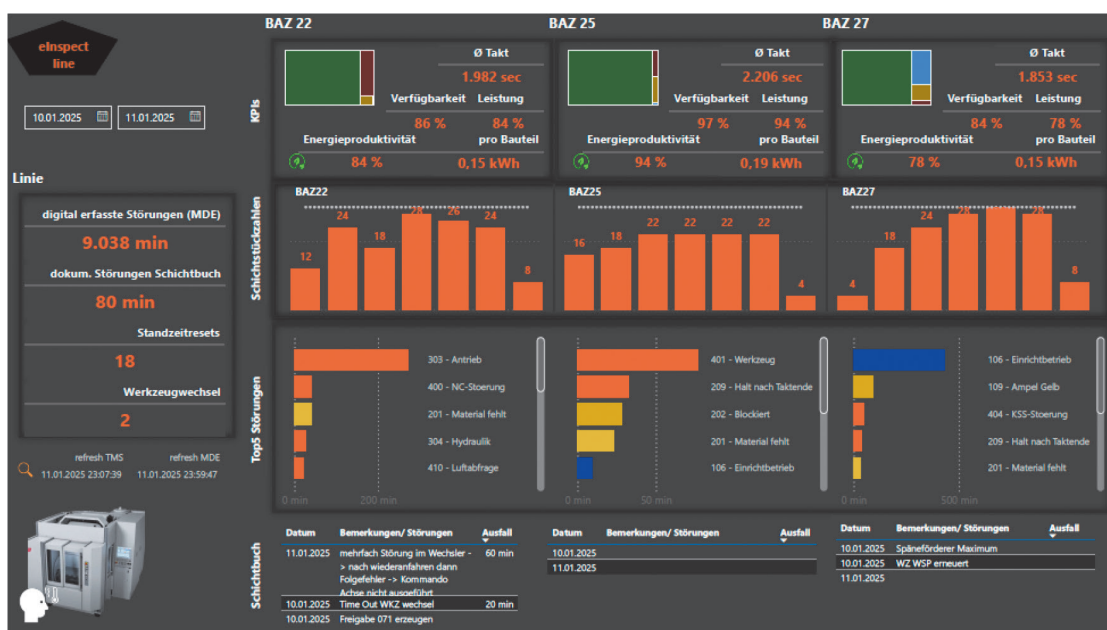 BAZ 22
BAZ 25
BAZ 27
eInspect
line
10.01.2025
11.01.2025
KPIs
Ø Takt
1.982 sec
Verfügbarkeit Leistung
86 % 84 %
Energieproduktivität pro Bauteil
84 % 0,15 kWh
Ø Takt
2.206 sec
Verfügbarkeit Leistung
97 % 94 %
Energieproduktivität pro Bauteil
94 % 0,19 kWh
Ø Takt
1.853 sec
Verfügbarkeit Leistung
84 % 78 %
Energieproduktivität pro Bauteil
78 % 0,15 kWh
Linie
digital erfasste Störungen (MDE)
9.038 min
dokum. Störungen Schichtbuch
80 min
Standzeitresets
18
Werkzeugwechsel
2
refresh TMS refresh MDE
11.01.2025 23:07:39 11.01.2025 23:59:47
Schichtstückzahlen
BAZ22
12 24 18 28 26 24 8
BAZ25
16 18 22 22 22 22 4
BAZ27
4 18 24 28 28 8
Top5 Störungen
303 - Antrieb
400 - NC-Stoerung
201 - Material fehlt
304 - Hydraulik
410 - Luftabfrage
0 min 200 min
401 - Werkzeug
209 - Halt nach Taktende
202 - Blockiert
201 - Material fehlt
106 - Einrichtbetrieb
0 min 50 min
106 - Einrichtbetrieb
109 - Ampel Gelb
404 - KSS-Stoerung
209 - Halt nach Taktende
201 - Material fehlt
0 min 500 min
Schichtbuch
Datum Bemerkungen/ Störungen Ausfall
11.01.2025 mehrfach Störung im Wechsler - 60 min
> nach wiederanfahren dann
Folgefehler -> Kommando
Achse nicht ausgeführt
10.01.2025 Time Out WKZ wechsel 20 min
10.01.2025 Freigabe 071 erzeugen
Datum Bemerkungen/ Störungen Ausfall
10.01.2025
11.01.2025
Datum Bemerkungen/ Störungen Ausfall
10.01.2025 Späneförderer Maximum
10.01.2025 WZ WSP erneuert
11.01.2025